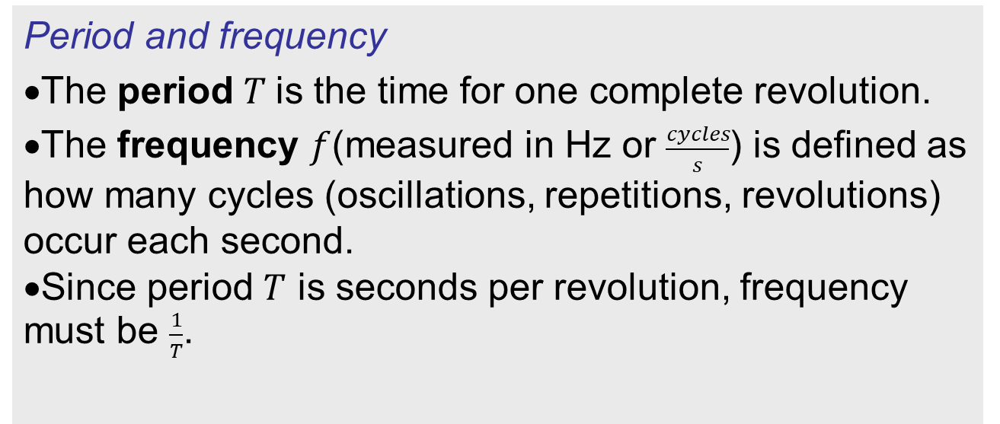 Period and frequency
•The period T is the time for one complete revolution.
•The frequency f(measured in Hz or cycles/s) is defined as
how many cycles (oscillations, repetitions, revolutions)
occur each second.
•Since period T is seconds per revolution, frequency
must be 1/T.